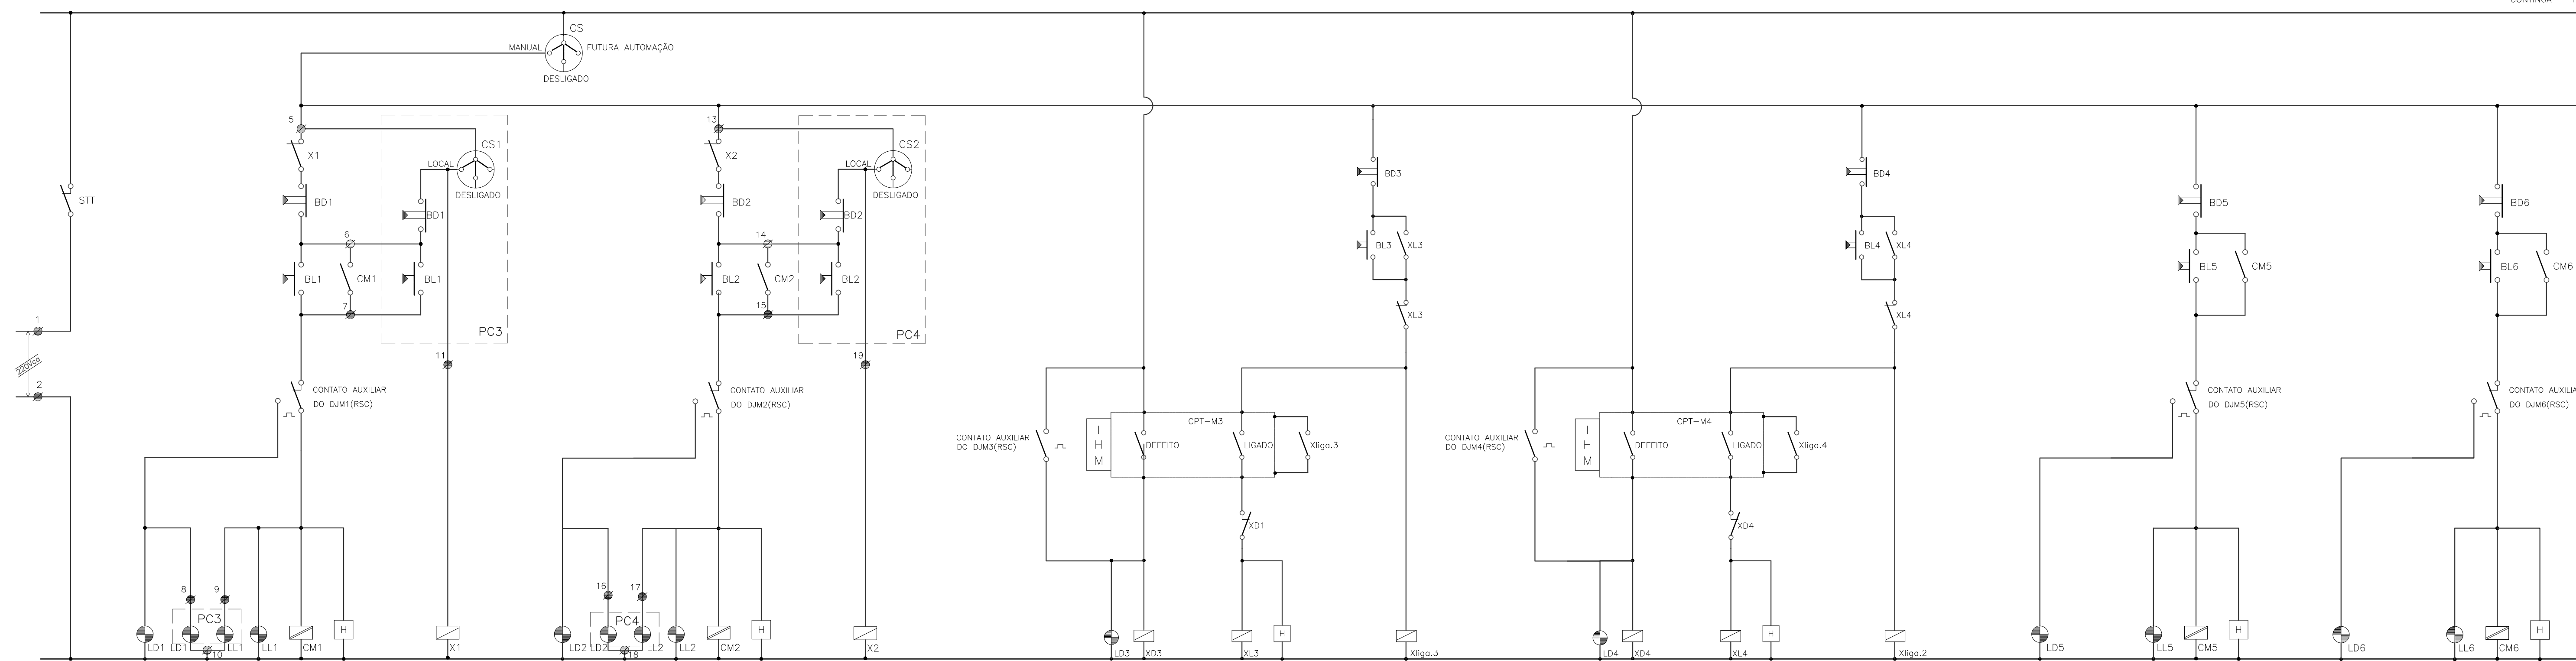 CS
MANUAL
FUTURA AUTOMAÇÃO
DESLIGADO
STT
1
220Vca
2
5
X1
BD1
6
BL1
CM1
7
CS1
LOCAL
DESLIGADO
BD1
BL1
PC3
11
CONTATO AUXILIAR
DO DJM1(RSC)
8
9
PC3
LD1
LD1
LL1
10
LL1
CM1
H
X1
13
X2
BD2
14
BL2
CM2
15
CS2
LOCAL
DESLIGADO
BD2
BL2
PC4
19
CONTATO AUXILIAR
DO DJM2(RSC)
16
17
PC4
LD2
LD2
LL2
18
LL2
CM2
H
X2
BD3
BL3
XL3
XL3
CONTATO AUXILIAR
DO DJM3(RSC)
I
H
M
CPT-M3
DEFEITO
LIGADO
Xliga.3
XD1
LD3
XD3
XL3
H
Xliga.3
BD4
BL4
XL4
XL4
CONTATO AUXILIAR
DO DJM4(RSC)
I
H
M
CPT-M4
DEFEITO
LIGADO
Xliga.4
XD4
LD4
XD4
XL4
H
Xliga.2
BD5
BL5
CM5
CONTATO AUXILIAR
DO DJM5(RSC)
LD5
LL5
CM5
H
BD6
BL6
CM6
DO DJM6(RSC)
LD6
LL6
CM6
H